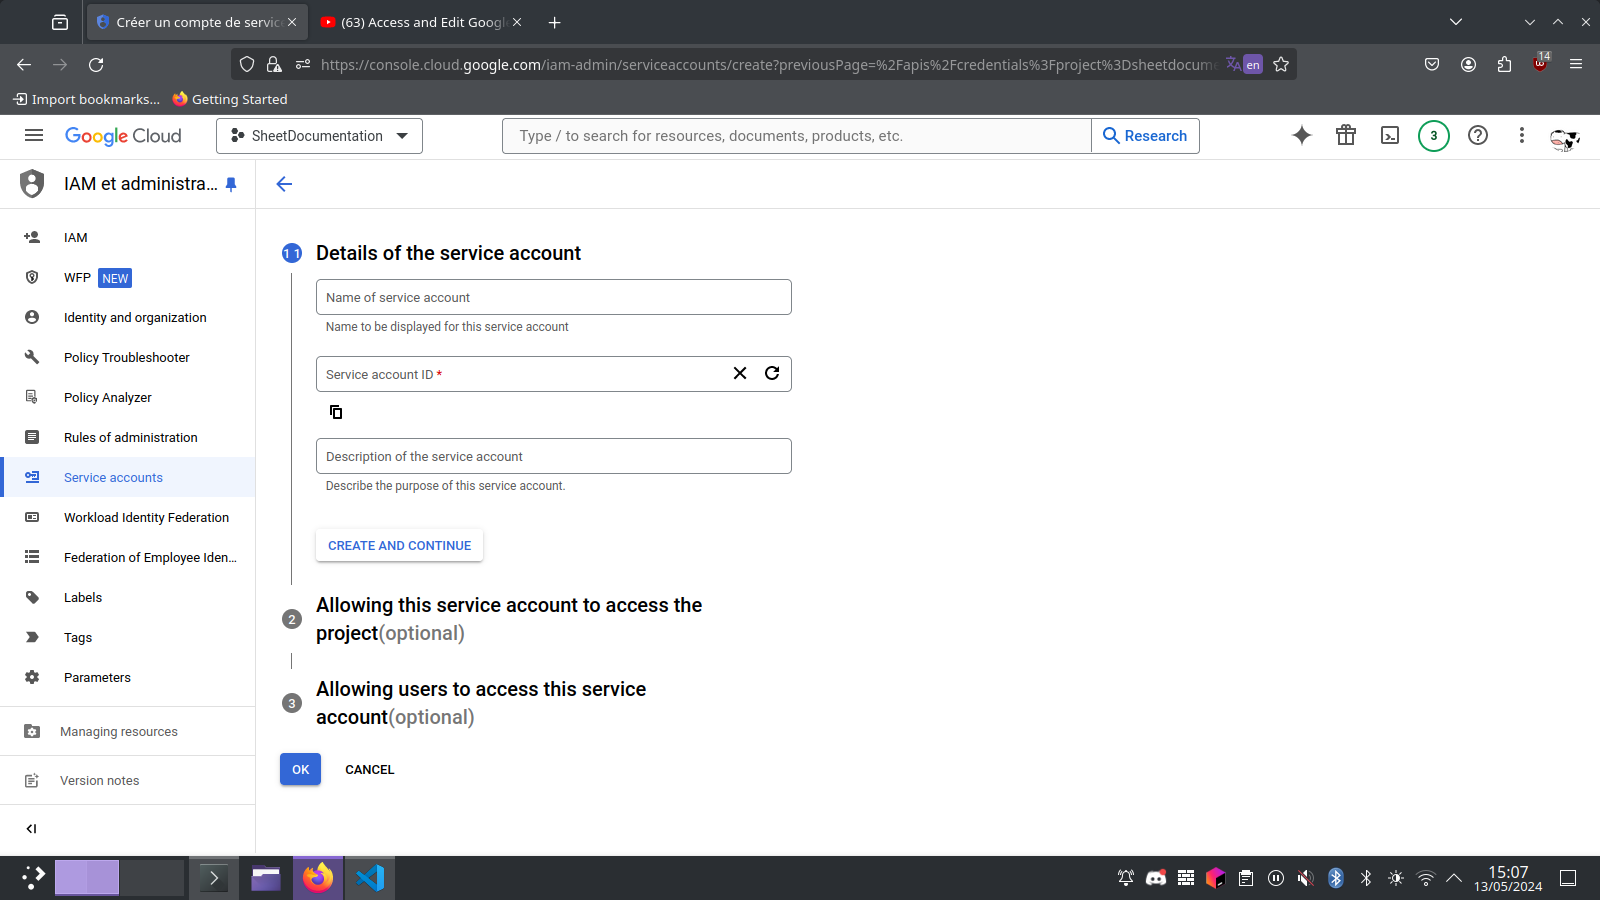 Créer un compte de servic
(63) Access and Edit Googl
https://console.cloud.google.com/iam-admin/serviceaccounts/create?previousPage=%2Fapis%2Fcredentials%3Fproject%3Dsheetdocume
en
14
Import bookmarks...
Getting Started
Google Cloud
SheetDocumentation
Type / to search for resources, documents, products, etc.
Research
3
IAM et administra...
IAM
WFP NEW
Identity and organization
Policy Troubleshooter
Policy Analyzer
Rules of administration
Service accounts
Workload Identity Federation
Federation of Employee Iden...
Labels
Tags
Parameters
Managing resources
Version notes
1 1 Details of the service account
Name of service account
Name to be displayed for this service account
Service account ID *
Description of the service account
Describe the purpose of this service account.
CREATE AND CONTINUE
2 Allowing this service account to access the
project(optional)
3 Allowing users to access this service
account(optional)
OK
CANCEL
15:07
13/05/2024